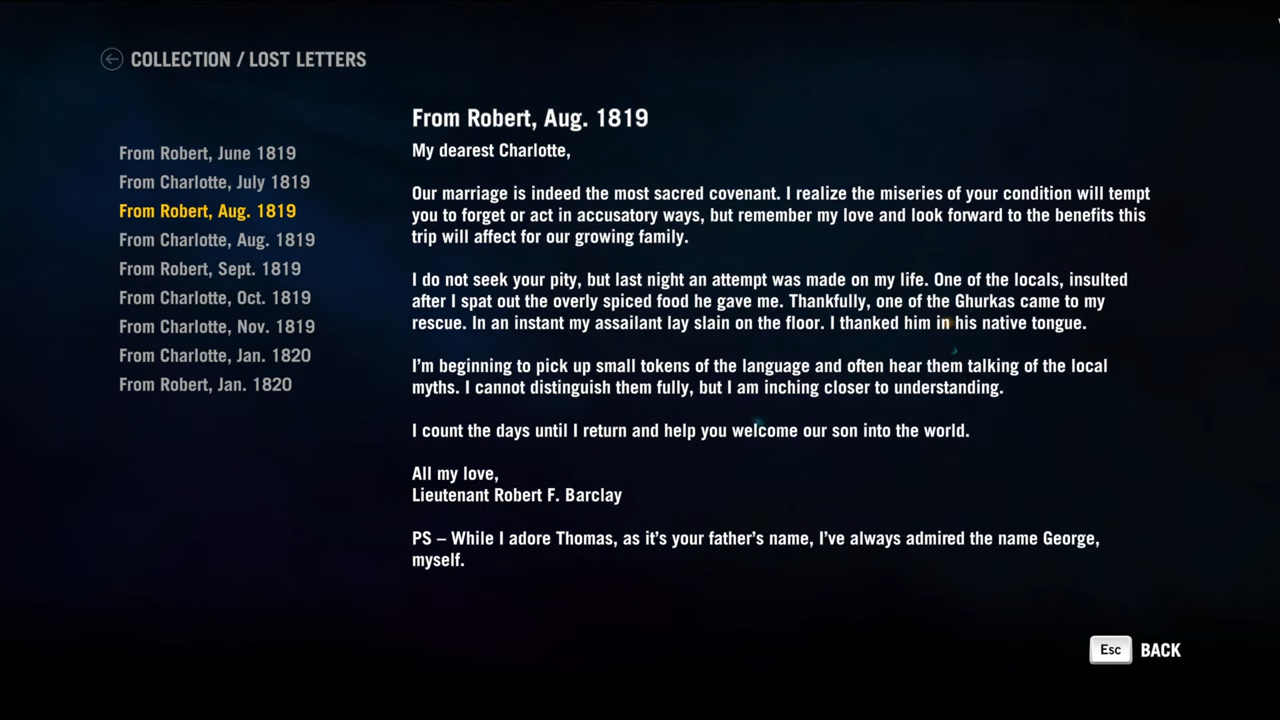 COLLECTION / LOST LETTERS
From Robert, June 1819
From Charlotte, July 1819
From Robert, Aug. 1819
From Charlotte, Aug. 1819
From Robert, Sept. 1819
From Charlotte, Oct. 1819
From Charlotte, Nov. 1819
From Charlotte, Jan. 1820
From Robert, Jan. 1820
From Robert, Aug. 1819
My dearest Charlotte,
Our marriage is indeed the most sacred covenant. I realize the miseries of your condition will tempt
you to forget or act in accusatory ways, but remember my love and look forward to the benefits this
trip will affect for our growing family.
I do not seek your pity, but last night an attempt was made on my life. One of the locals, insulted
after I spat out the overly spiced food he gave me. Thankfully, one of the Ghurkas came to my
rescue. In an instant my assailant lay slain on the floor. I thanked him in his native tongue.
I'm beginning to pick up small tokens of the language and often hear them talking of the local
myths. I cannot distinguish them fully, but I am inching closer to understanding.
I count the days until I return and help you welcome our son into the world.
All my love,
Lieutenant Robert F. Barclay
PS – While I adore Thomas, as it's your father's name, I've always admired the name George,
myself.
Esc BACK